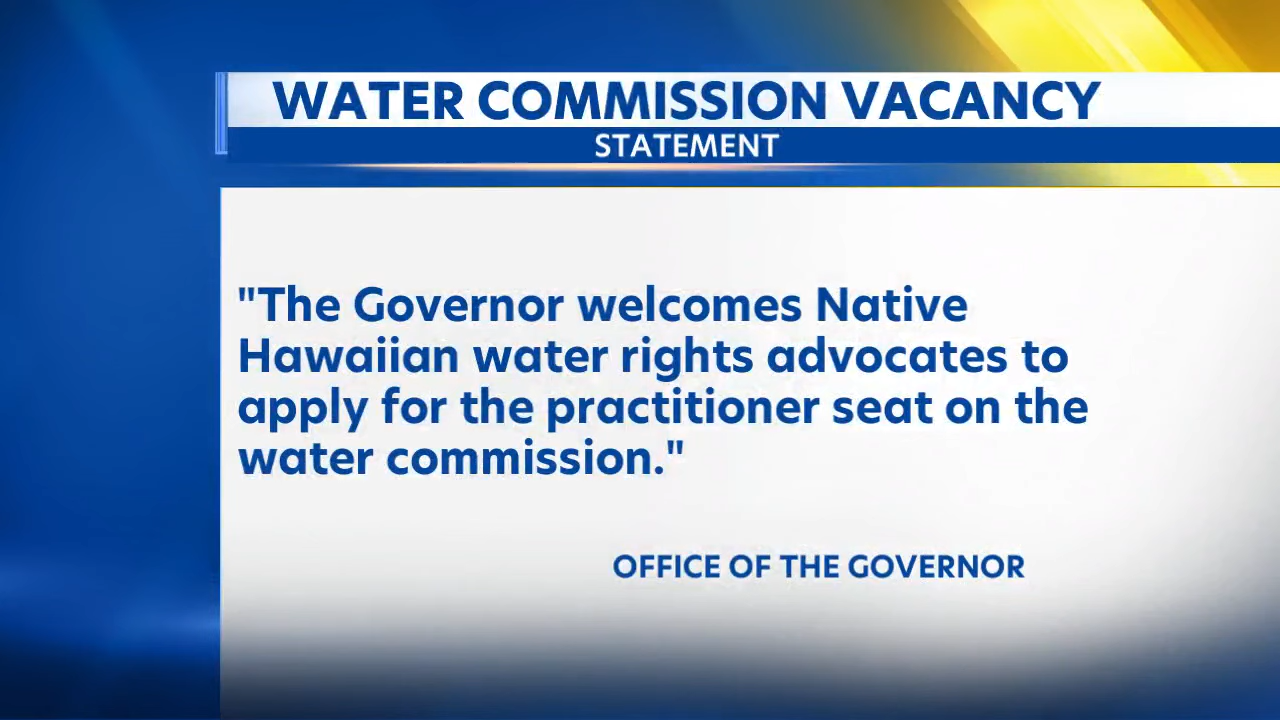 WATER COMMISSION VACANCY
STATEMENT
"The Governor welcomes Native
Hawaiian water rights advocates to
apply for the practitioner seat on the
water commission."
OFFICE OF THE GOVERNOR